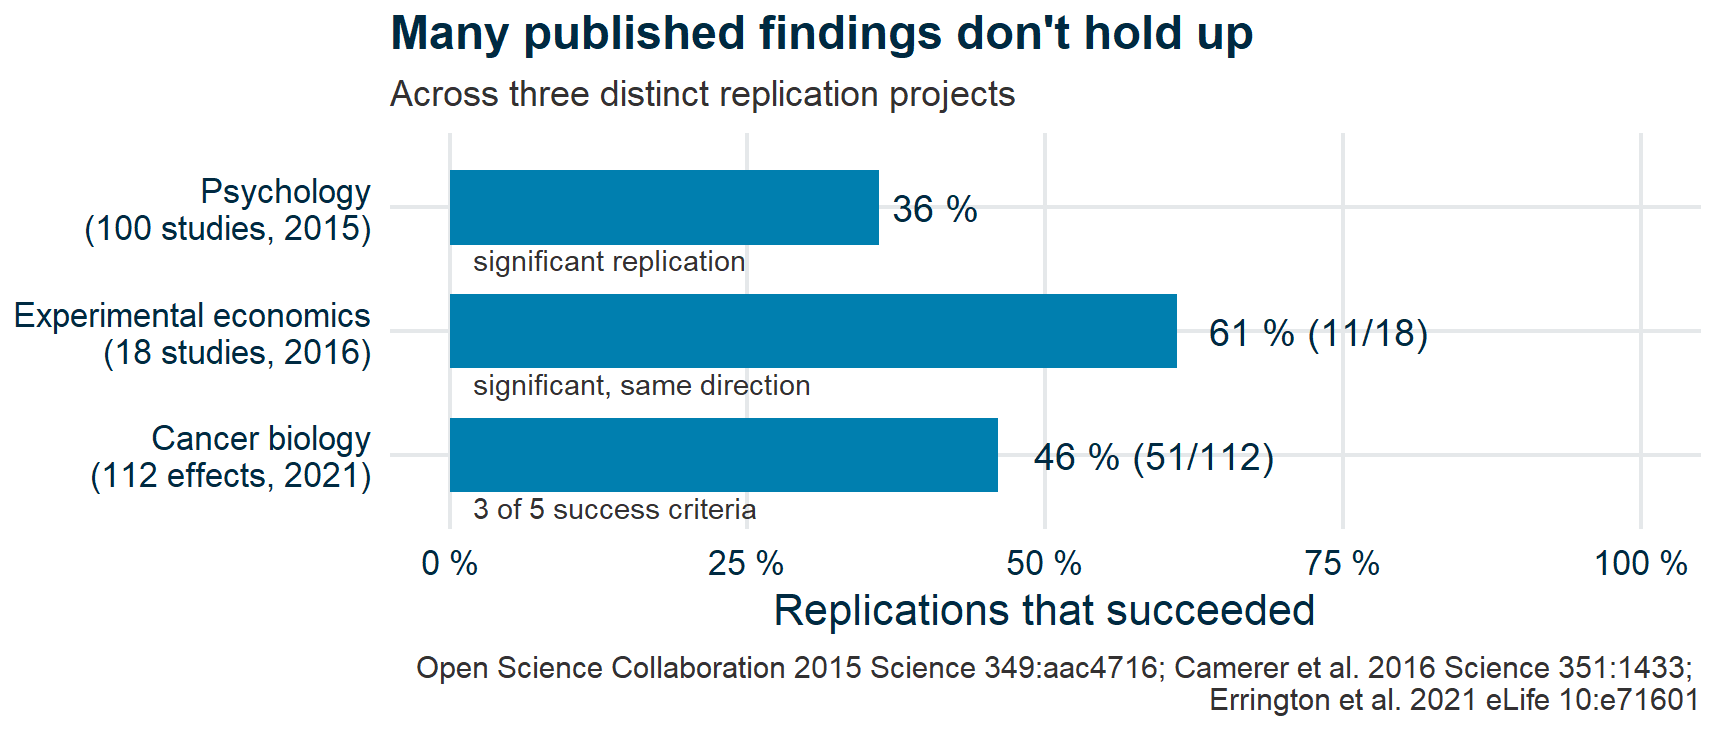 Many published findings don't hold up
Across three distinct replication projects
Psychology
(100 studies, 2015)
36 %
significant replication
Experimental economics
(18 studies, 2016)
61 % (11/18)
significant, same direction
Cancer biology
(112 effects, 2021)
46 % (51/112)
3 of 5 success criteria
0 % 25 % 50 % 75 % 100 %
Replications that succeeded
Open Science Collaboration 2015 Science 349:aac4716; Camerer et al. 2016 Science 351:1433;
Errington et al. 2021 eLife 10:e71601